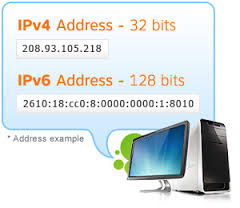 IPv4 Address - 32 bits
208.93.105.218
IPv6 Address - 128 bits
2610:18:cc0:8:0000:0000:1:8010
* Address example